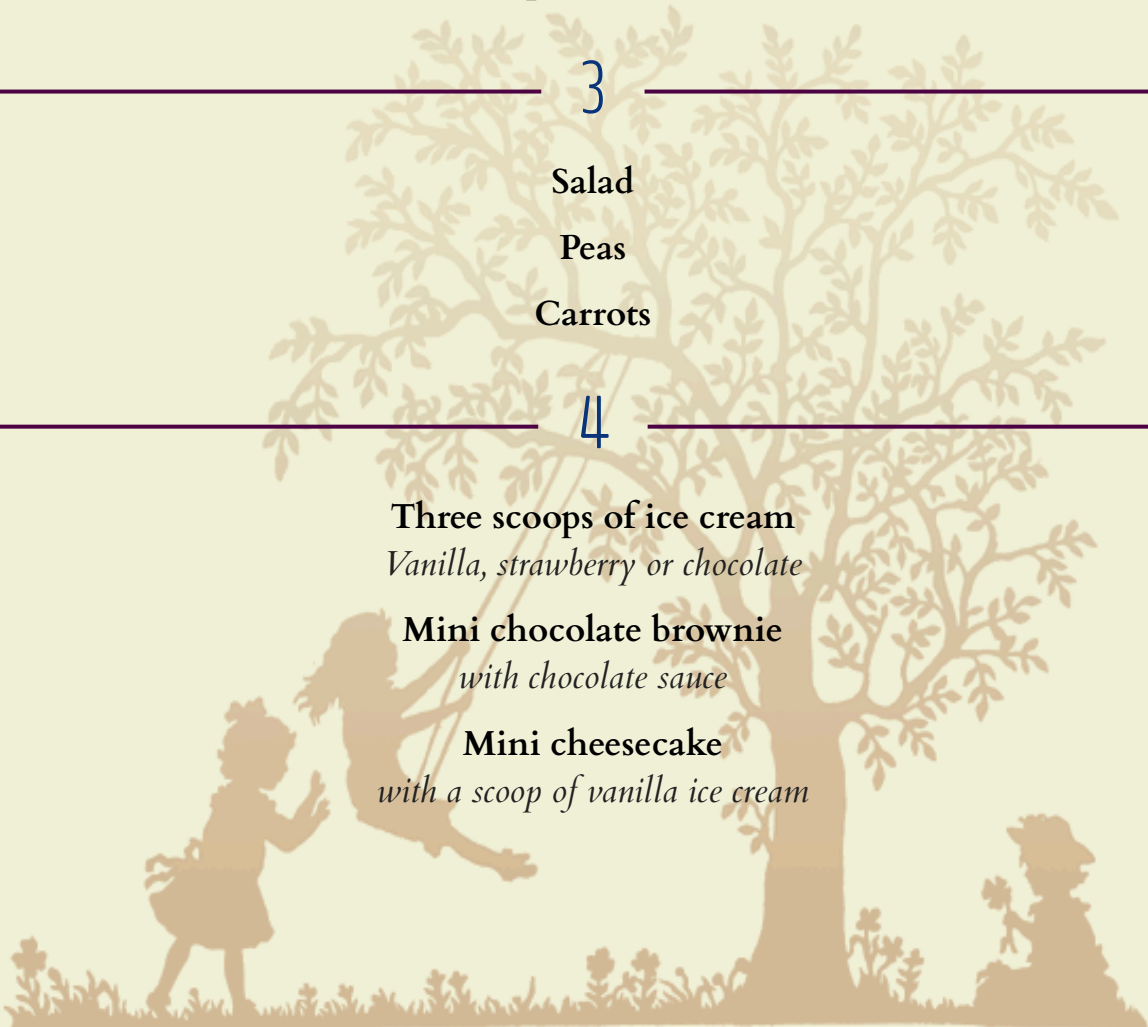 3
Salad
Peas
Carrots
4
Three scoops of ice cream
Vanilla, strawberry or chocolate
Mini chocolate brownie
with chocolate sauce
Mini cheesecake
with a scoop of vanilla ice cream